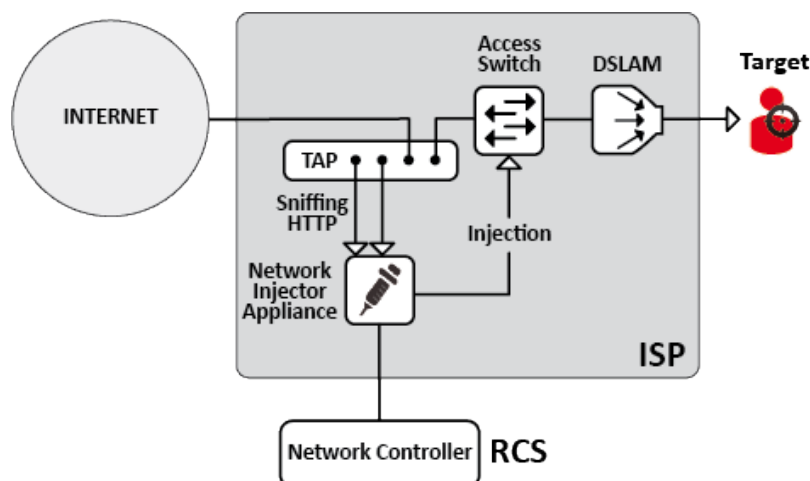 INTERNET
Access
Switch
DSLAM
Target
TAP
Sniffing
HTTP
Injection
Network
Injector
Appliance
ISP
Network Controller
RCS